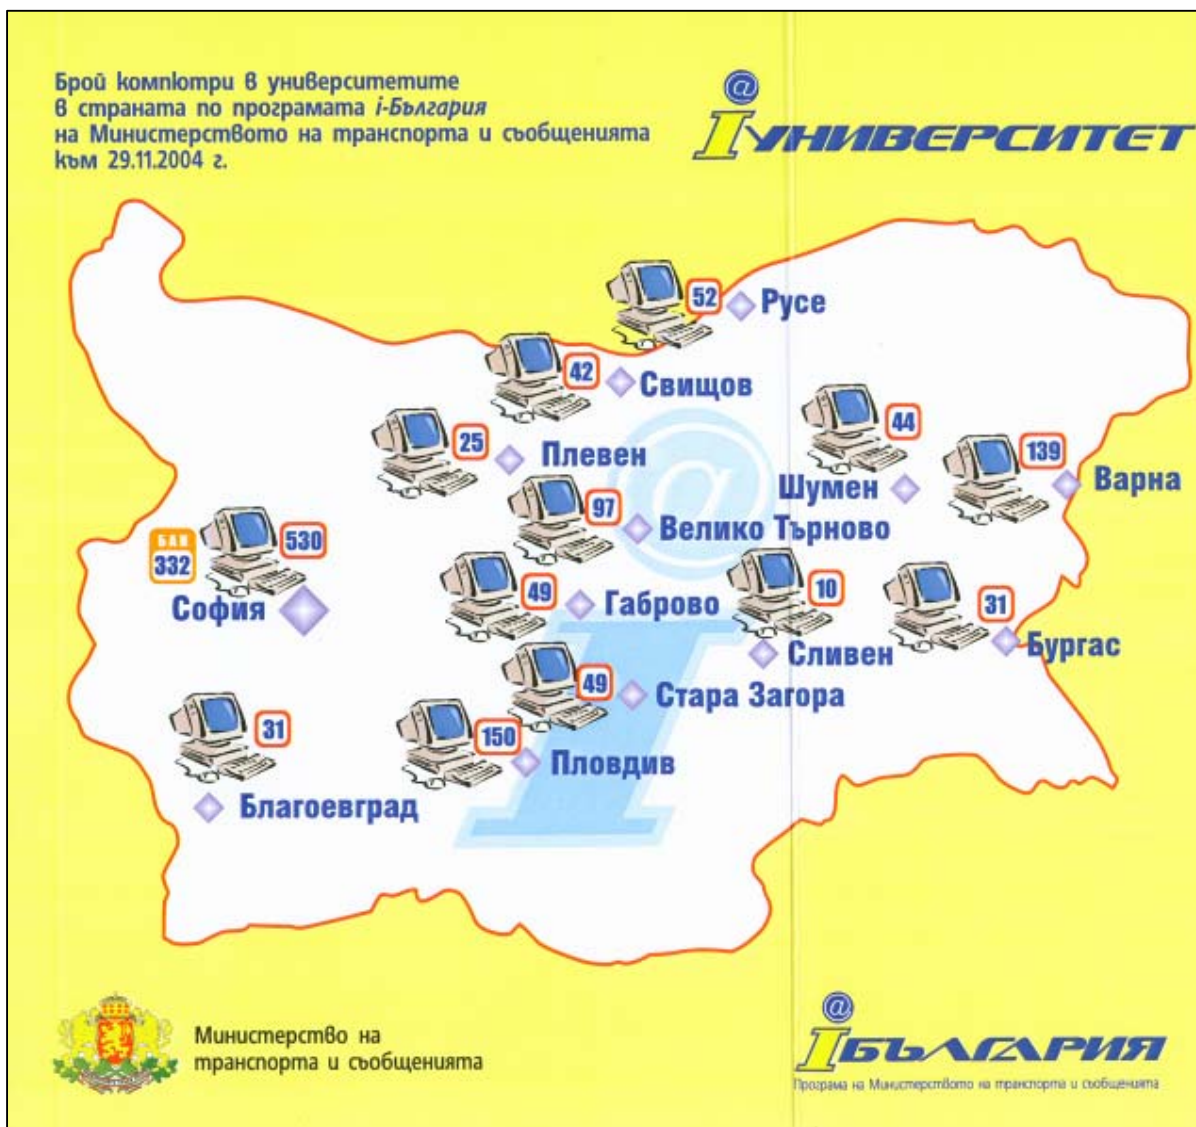 Брой компютри в университетите
в страната по програмата i-България
на Министерството на транспорта и съобщенията
към 29.11.2004 г.
@
i УНИВЕРСИТЕТ
52 Русе
42 Свищов
44
25 Плевен
139 Варна
Шумен
97 Велико Търново
БАН
332
530
София
49 Габрово
10
Сливен
31 Бургас
49 Стара Загора
31
Благоевград
150 Пловдив
@
i
Министерство на
транспорта и съобщенията
@
i БЪЛГАРИЯ
Програма на Министерството на транспорта и съобщенията